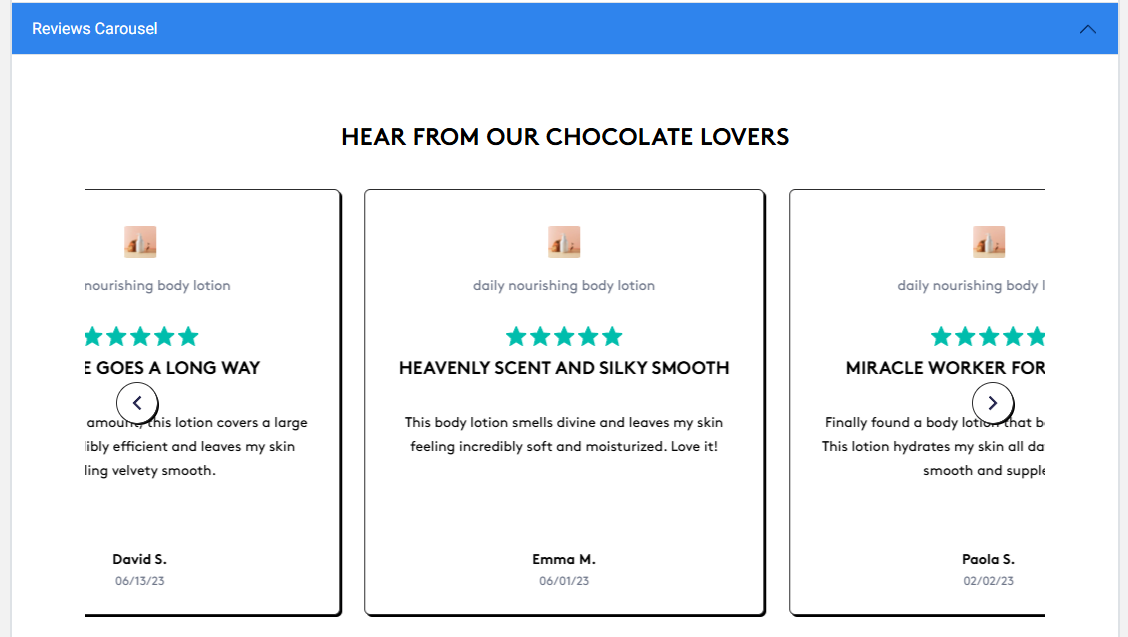 Reviews Carousel
HEAR FROM OUR CHOCOLATE LOVERS
nourishing body lotion
GOES A LONG WAY
this lotion covers a large
efficient and leaves my skin
velvety smooth.
David S.
06/13/23
daily nourishing body lotion
HEAVENLY SCENT AND SILKY SMOOTH
This body lotion smells divine and leaves my skin
feeling incredibly soft and moisturized. Love it!
Emma M.
06/01/23
daily nourishing body
MIRACLE WORKER FOR
Finally found a body lotion that
This lotion hydrates my skin all
smooth and supple
Paola S.
02/02/23